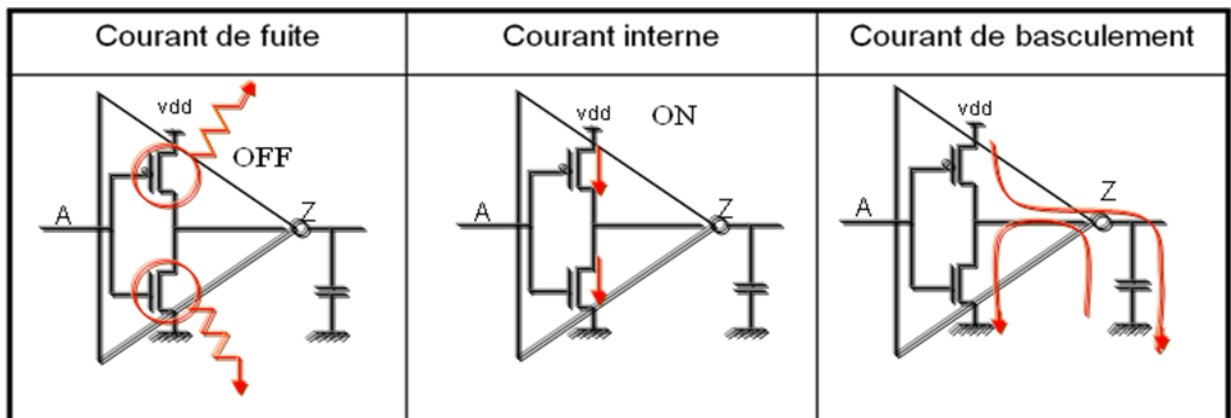 Courant de fuite
Courant interne
Courant de basculement
vdd
OFF
A
Z
vdd
ON
A
Z
vdd
A
Z